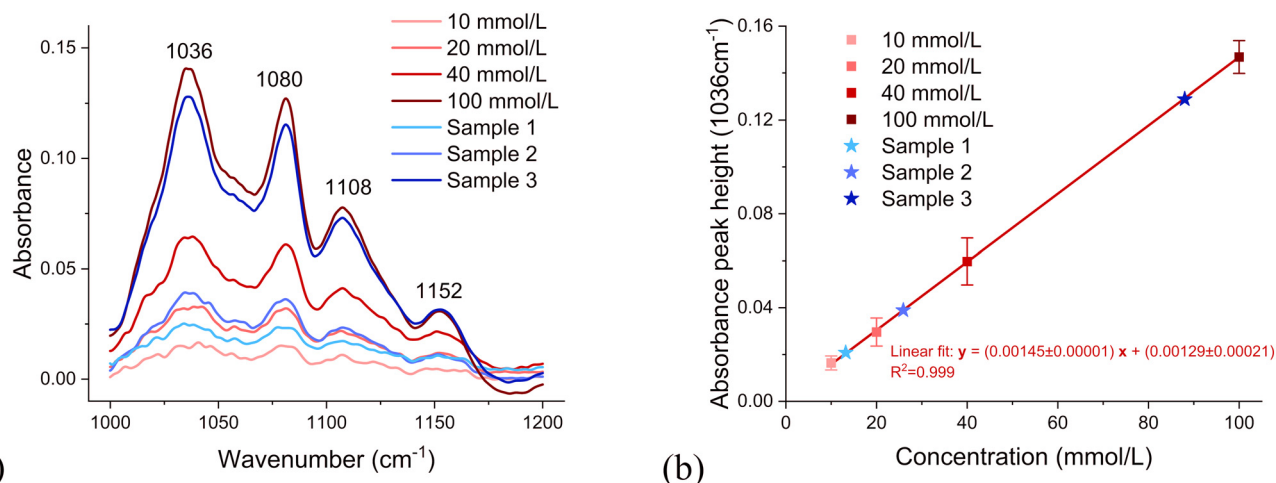 10 mmol/L
20 mmol/L
40 mmol/L
100 mmol/L
Sample 1
Sample 2
Sample 3
1036
1080
1108
1152
0.15
0.10
0.05
0.00
Absorbance
1000
1050
1100
1150
1200
Wavenumber (cm⁻¹)
)
10 mmol/L
20 mmol/L
40 mmol/L
100 mmol/L
Sample 1
Sample 2
Sample 3
0.16
0.12
0.08
0.04
0.00
Absorbance peak height (1036cm⁻¹)
Linear fit: y = (0.00145±0.00001) x + (0.00129±0.00021)
R²=0.999
0
20
40
60
80
100
Concentration (mmol/L)
(b)